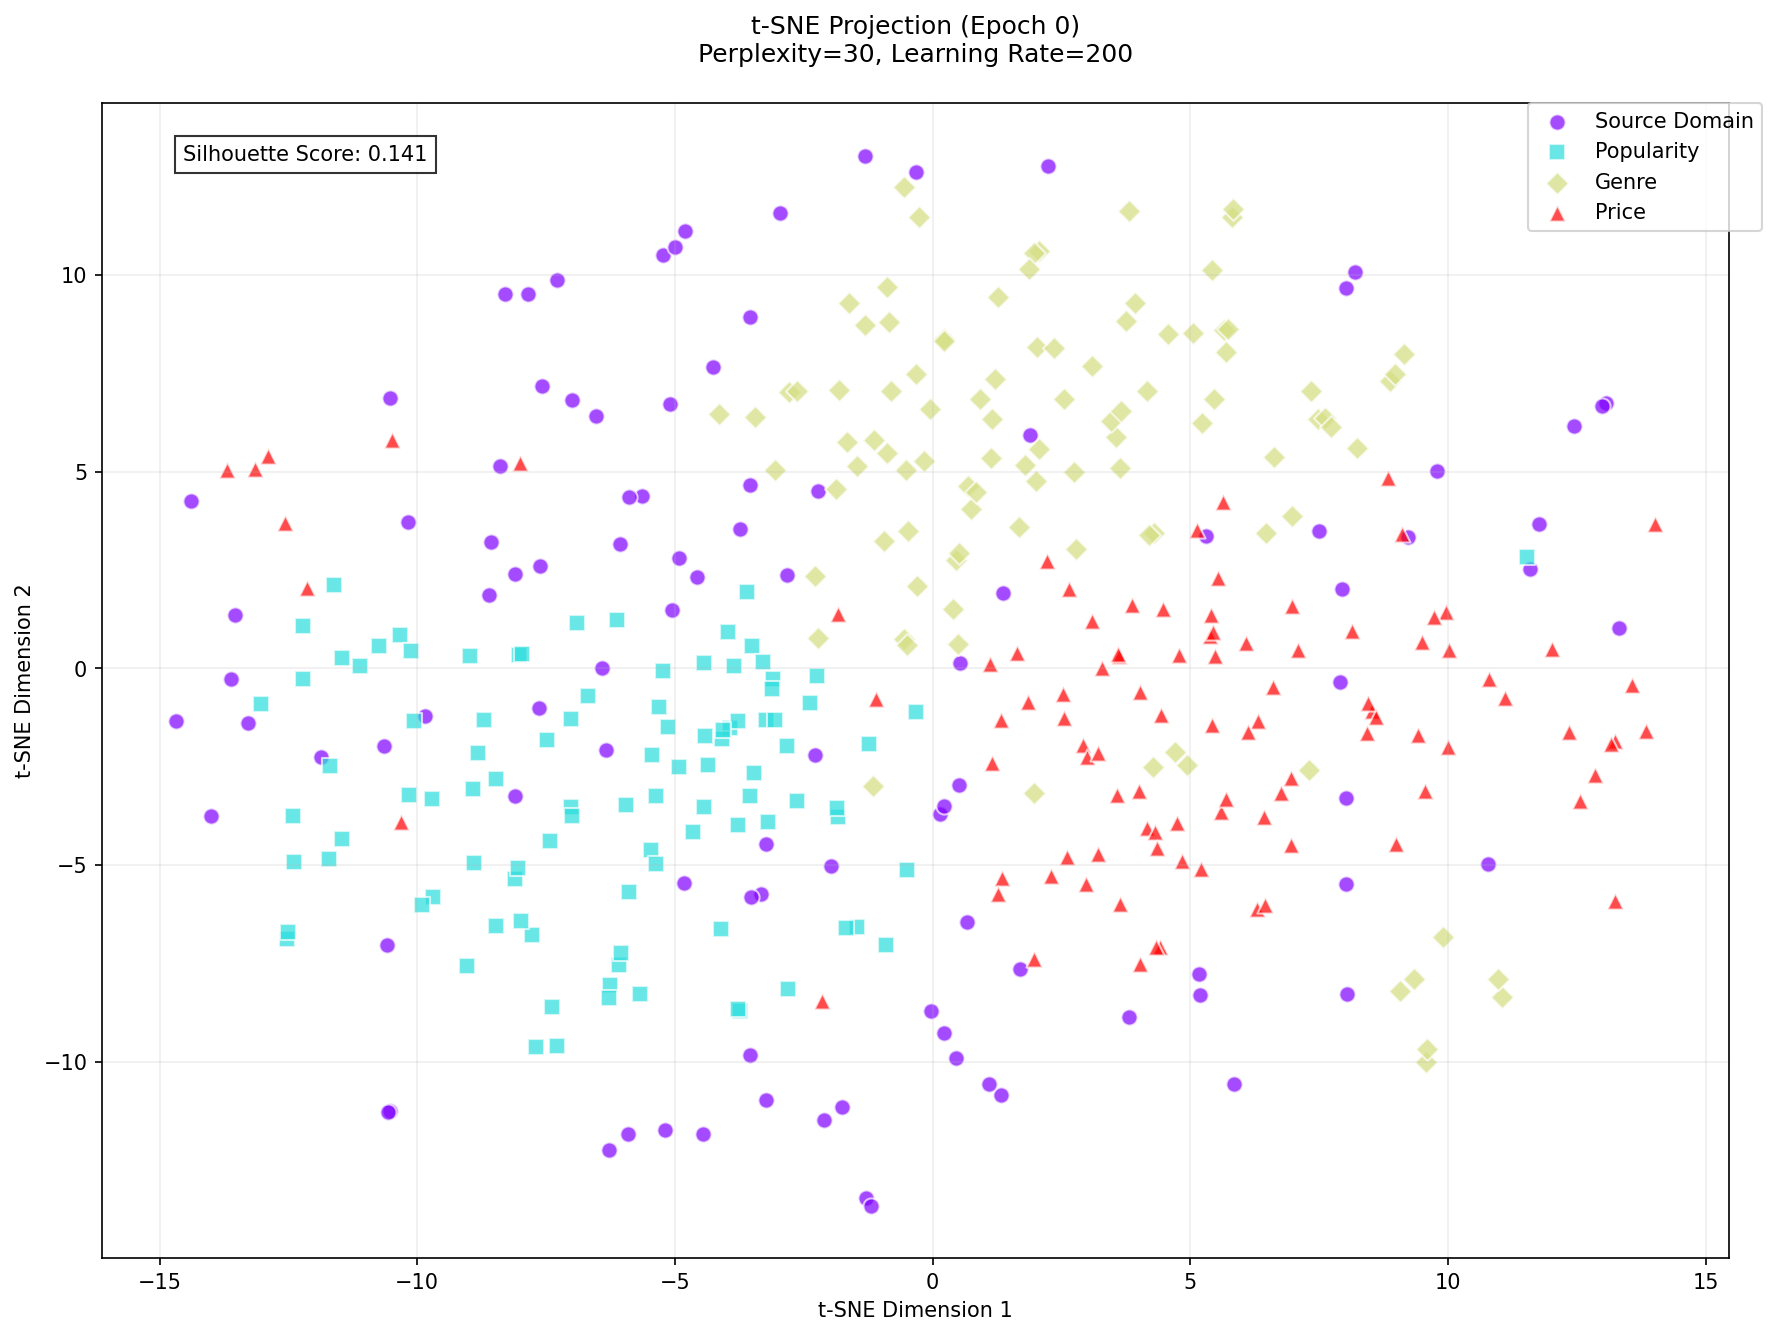 t-SNE Projection (Epoch 0)
Perplexity=30, Learning Rate=200
Silhouette Score: 0.141
Source Domain
Popularity
Genre
Price
10
5
0
−5
−10
t-SNE Dimension 2
−15
−10
−5
0
5
10
15
t-SNE Dimension 1